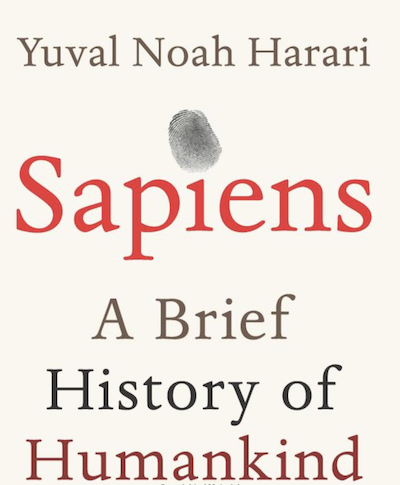 Yuval Noah Harari
Sapiens
A Brief
History of
Humankind